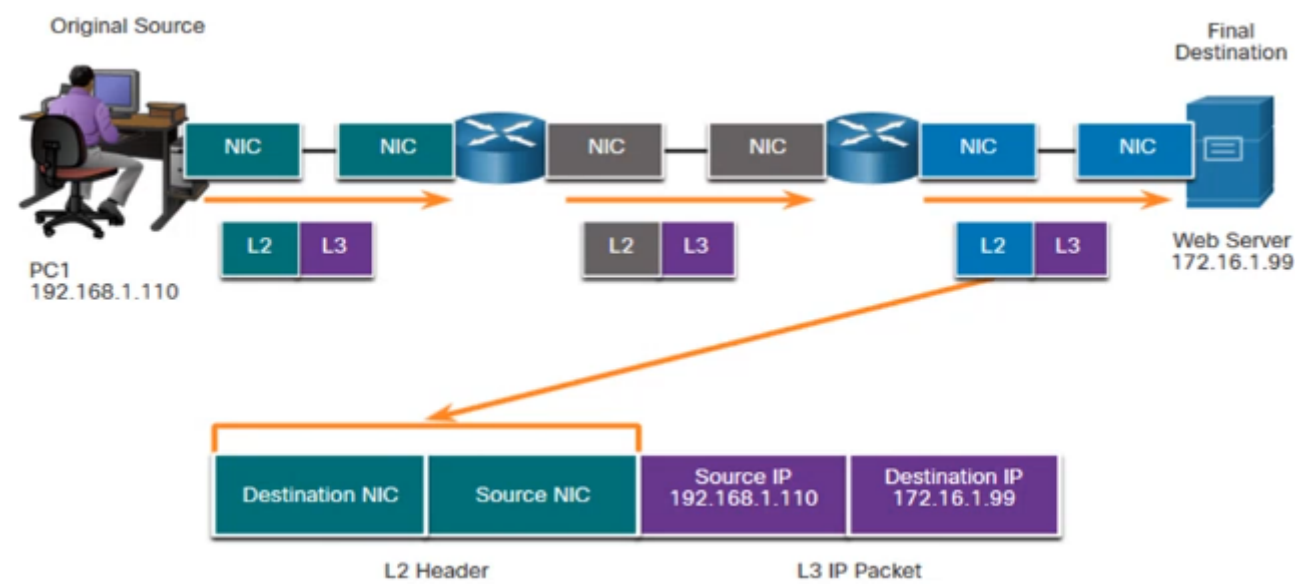 Original Source
Final
Destination
NIC
NIC
NIC
NIC
NIC
NIC
L2 L3
L2 L3
L2 L3
PC1
192.168.1.110
Web Server
172.16.1.99
Destination NIC
Source NIC
Source IP
192.168.1.110
Destination IP
172.16.1.99
L2 Header
L3 IP Packet